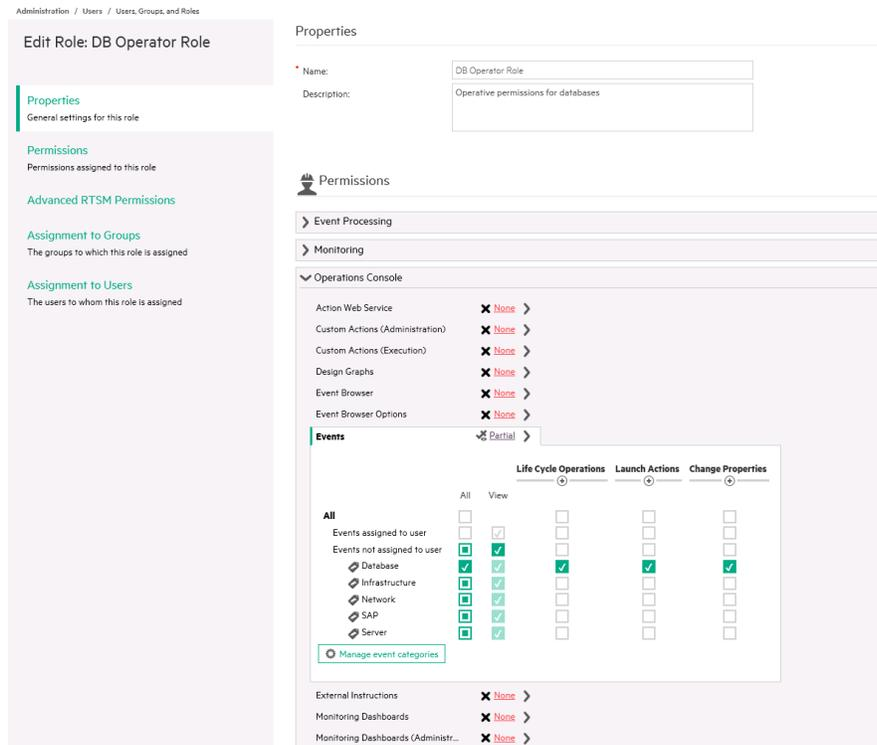 Administration / Users / Users, Groups, and Roles
Edit Role: DB Operator Role
Properties
General settings for this role
Permissions
Permissions assigned to this role
Advanced RTSM Permissions
Assignment to Groups
The groups to which this role is assigned
Assignment to Users
The users to whom this role is assigned
Properties
* Name: DB Operator Role
Description: Operative permissions for databases
Permissions
Event Processing
Monitoring
Operations Console
Action Web Service None
Custom Actions (Administration) None
Custom Actions (Execution) None
Design Graphs None
Event Browser None
Event Browser Options None
Events Partial
Life Cycle Operations Launch Actions Change Properties
All View
All
Events assigned to user
Events not assigned to user
Database
Infrastructure
Network
SAP
Server
Manage event categories
External Instructions None
Monitoring Dashboards None
Monitoring Dashboards (Administr... None